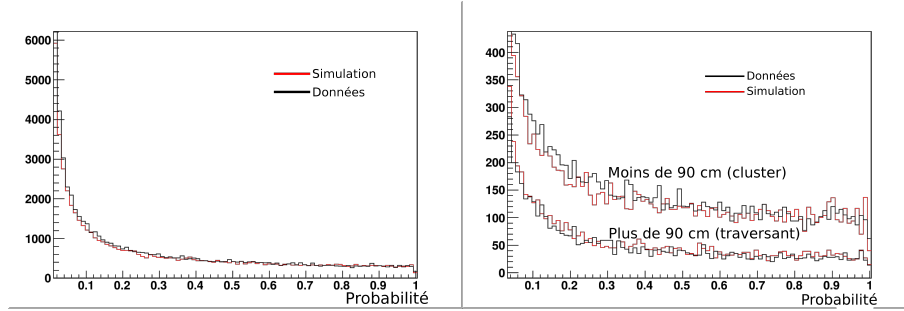 6000
5000
4000
3000
2000
1000
0
Simulation
Données
0.1 0.2 0.3 0.4 0.5 0.6 0.7 0.8 0.9 1
Probabilité
400
350
300
250
200
150
100
50
0
Données
Simulation
Moins de 90 cm (cluster)
Plus de 90 cm (traversant)
0.1 0.2 0.3 0.4 0.5 0.6 0.7 0.8 0.9 1
Probabilité